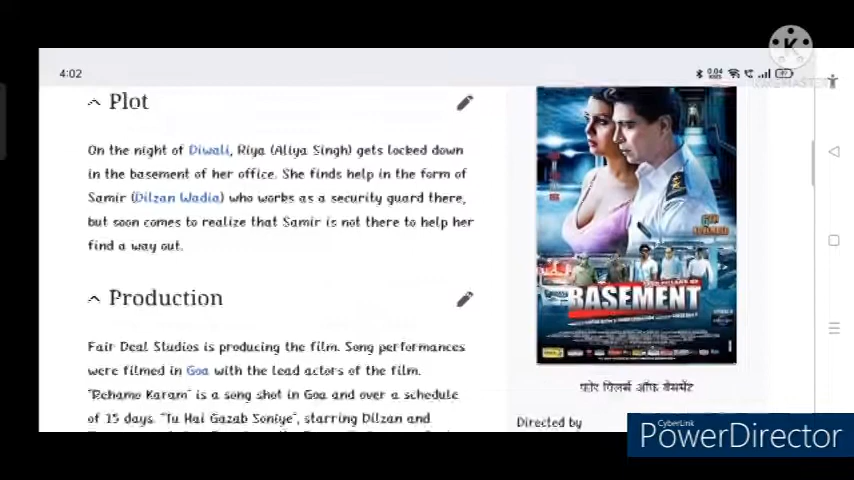 4:02
0.04
Plot
On the night of Diwali, Riya (Aliya Singh) gets locked down
in the basement of her office. She finds help in the form of
Samir (Dilzan Wadia) who works as a security guard there,
but soon comes to realize that Samir is not there to help her
find a way out.
Production
Fair Deal Studios is producing the film. Song performances
were filmed in Goa with the lead actors of the film.
"Rehamo Karam" is a song shot in Goa and over a schedule
of 15 days. "Tu Hai Gazab Soniye", starring Dilzan and
BASEMENT
फोर पिलर्स ऑफ़ बेसमेंट
Directed by
CyberLink
PowerDirector
K